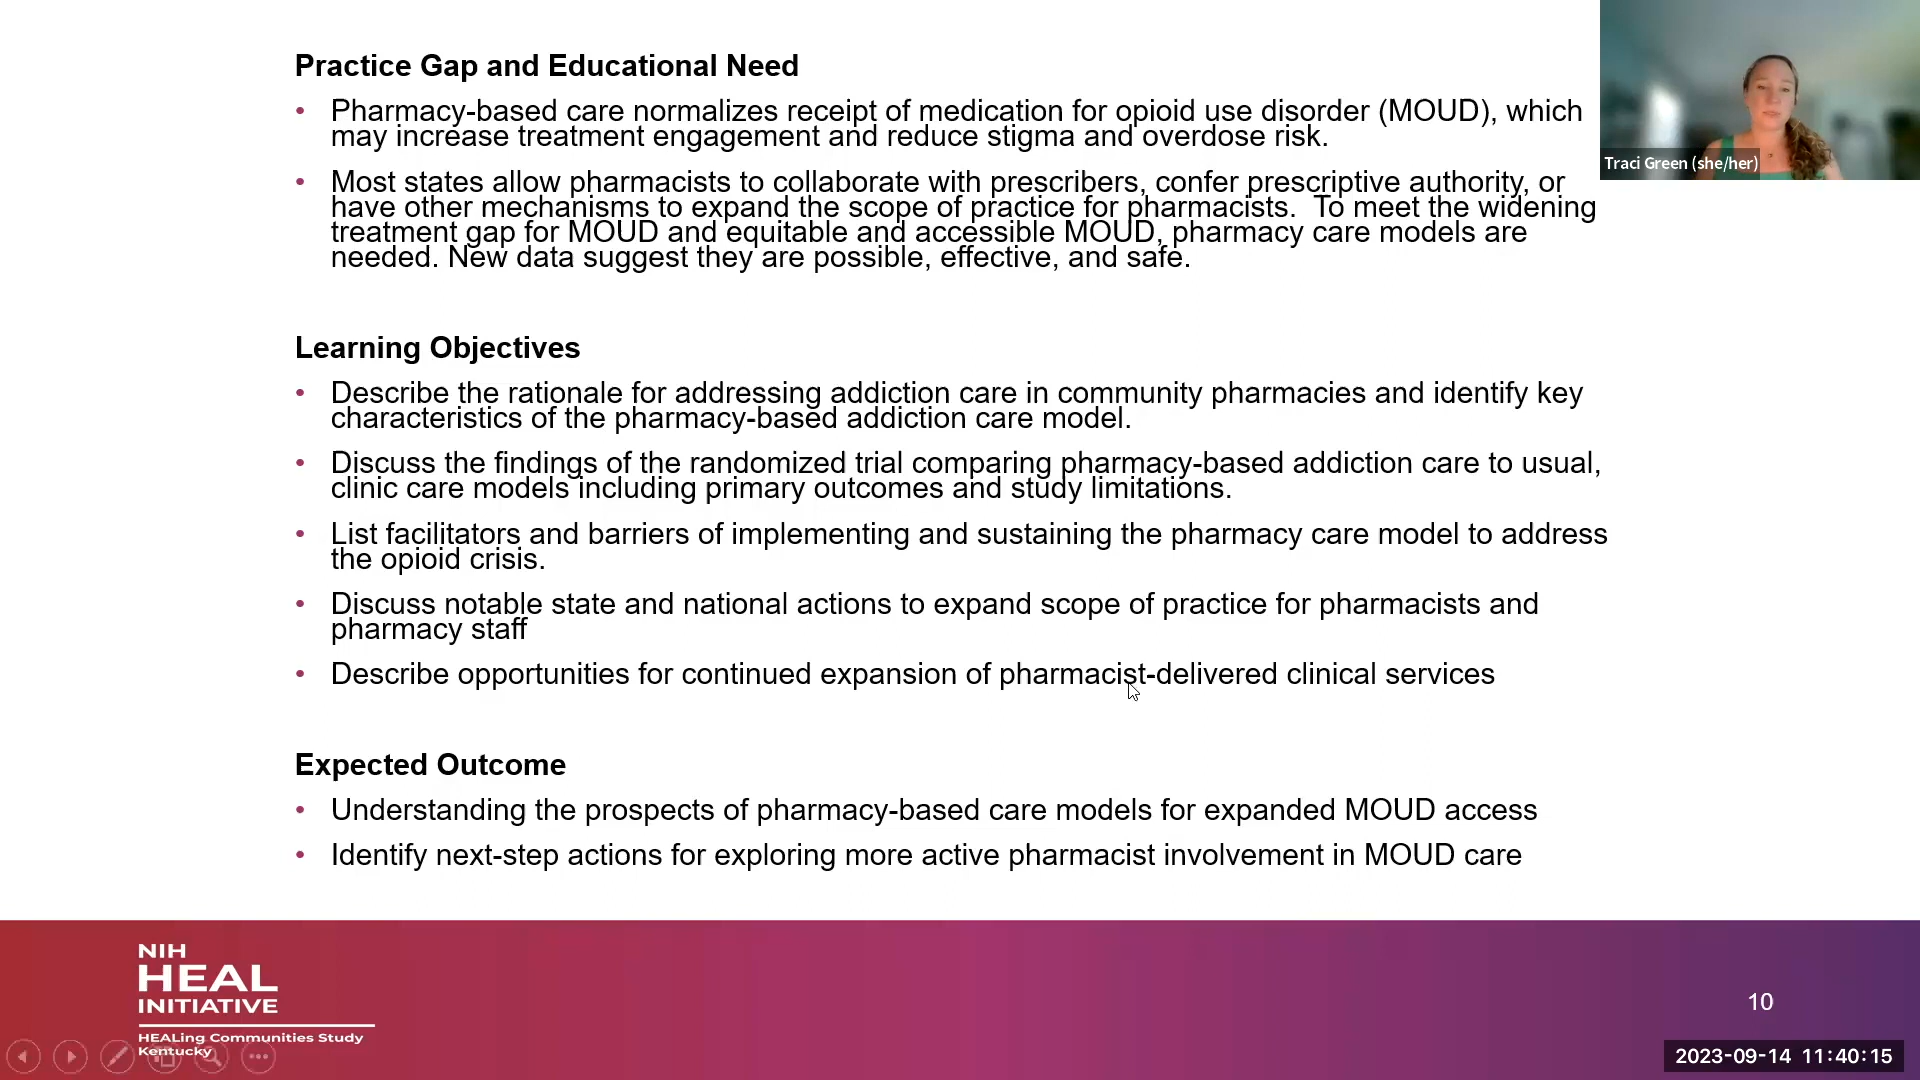 Practice Gap and Educational Need
• Pharmacy-based care normalizes receipt of medication for opioid use disorder (MOUD), which
may increase treatment engagement and reduce stigma and overdose risk.
• Most states allow pharmacists to collaborate with prescribers, confer prescriptive authority, or
have other mechanisms to expand the scope of practice for pharmacists.  To meet the widening
treatment gap for MOUD and equitable and accessible MOUD, pharmacy care models are
needed. New data suggest they are possible, effective, and safe.
Traci Green (she/her)
Learning Objectives
• Describe the rationale for addressing addiction care in community pharmacies and identify key
characteristics of the pharmacy-based addiction care model.
• Discuss the findings of the randomized trial comparing pharmacy-based addiction care to usual,
clinic care models including primary outcomes and study limitations.
• List facilitators and barriers of implementing and sustaining the pharmacy care model to address
the opioid crisis.
• Discuss notable state and national actions to expand scope of practice for pharmacists and
pharmacy staff
• Describe opportunities for continued expansion of pharmacist-delivered clinical services
Expected Outcome
• Understanding the prospects of pharmacy-based care models for expanded MOUD access
• Identify next-step actions for exploring more active pharmacist involvement in MOUD care
NIH
HEAL
INITIATIVE
HEALing Communities Study
Kentucky
10
2023-09-14 11:40:15